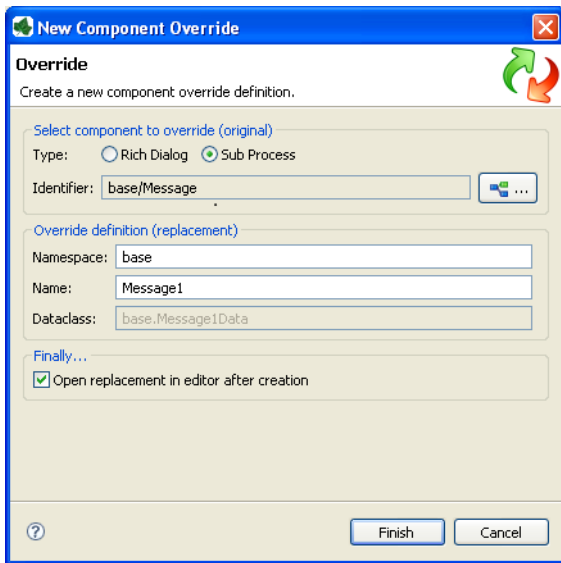 New Component Override
Override
Create a new component override definition.
Select component to override (original)
Type: Rich Dialog Sub Process
Identifier: base/Message ...
Override definition (replacement)
Namespace: base
Name: Message1
Dataclass: base.Message1Data
Finally...
Open replacement in editor after creation
? Finish Cancel